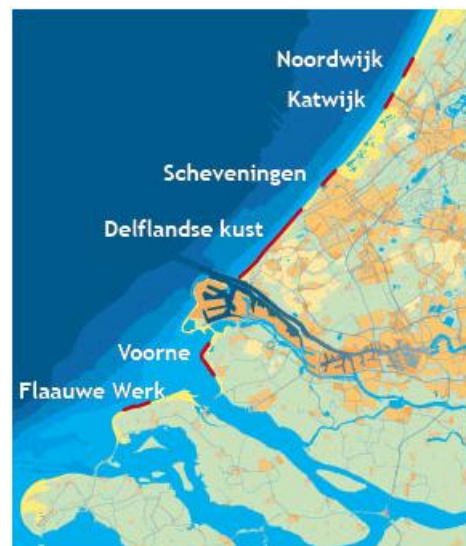 Noordwijk
Katwijk
Scheveningen
Delflandse kust
Voorne
Flaauwe Werk